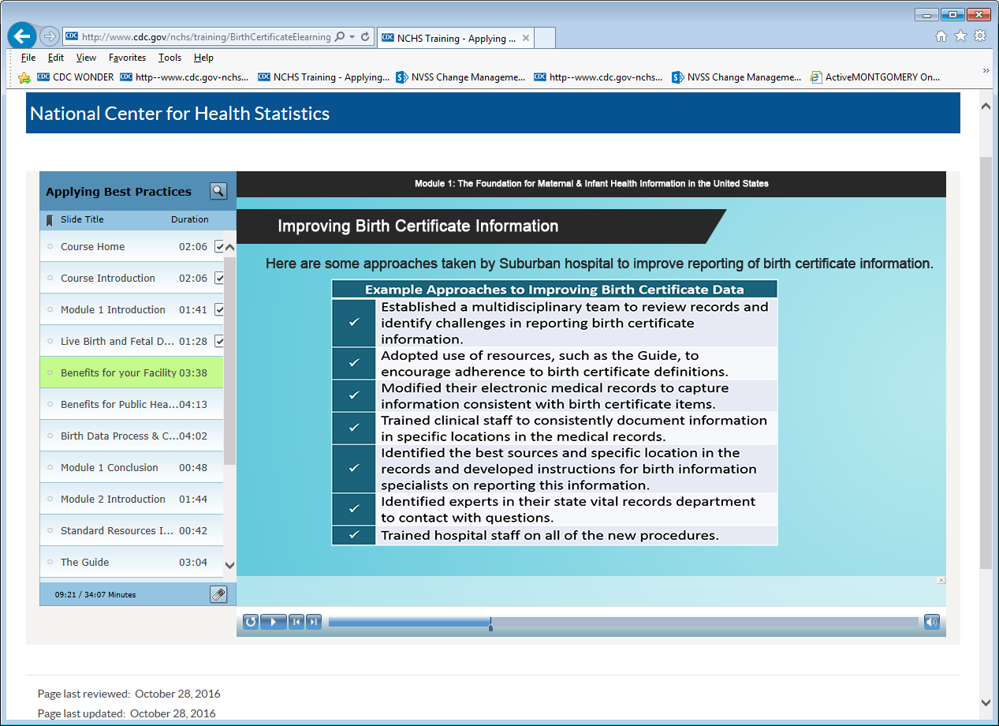 CDC http://www.cdc.gov/nchs/training/BirthCertificateElearning
CDC NCHS Training - Applying ...
File Edit View Favorites Tools Help
CDC CDC WONDER CDC http--www.cdc.gov-nchs... CDC NCHS Training - Applying... S NVSS Change Manageme... CDC http--www.cdc.gov-nchs... S NVSS Change Manageme... ActiveMONTGOMERY On...
National Center for Health Statistics
Applying Best Practices
Slide Title Duration
Course Home 02:06
Course Introduction 02:06
Module 1 Introduction 01:41
Live Birth and Fetal D... 01:28
Benefits for your Facility 03:38
Benefits for Public Hea... 04:13
Birth Data Process & C... 04:02
Module 1 Conclusion 00:48
Module 2 Introduction 01:44
Standard Resources I... 00:42
The Guide 03:04
09:21 / 34:07 Minutes
Module 1: The Foundation for Maternal & Infant Health Information in the United States
Improving Birth Certificate Information
Here are some approaches taken by Suburban hospital to improve reporting of birth certificate information.
Example Approaches to Improving Birth Certificate Data
Established a multidisciplinary team to review records and
identify challenges in reporting birth certificate
information.
Adopted use of resources, such as the Guide, to
encourage adherence to birth certificate definitions.
Modified their electronic medical records to capture
information consistent with birth certificate items.
Trained clinical staff to consistently document information
in specific locations in the medical records.
Identified the best sources and specific location in the
records and developed instructions for birth information
specialists on reporting this information.
Identified experts in their state vital records department
to contact with questions.
Trained hospital staff on all of the new procedures.
Page last reviewed: October 28, 2016
Page last updated: October 28, 2016